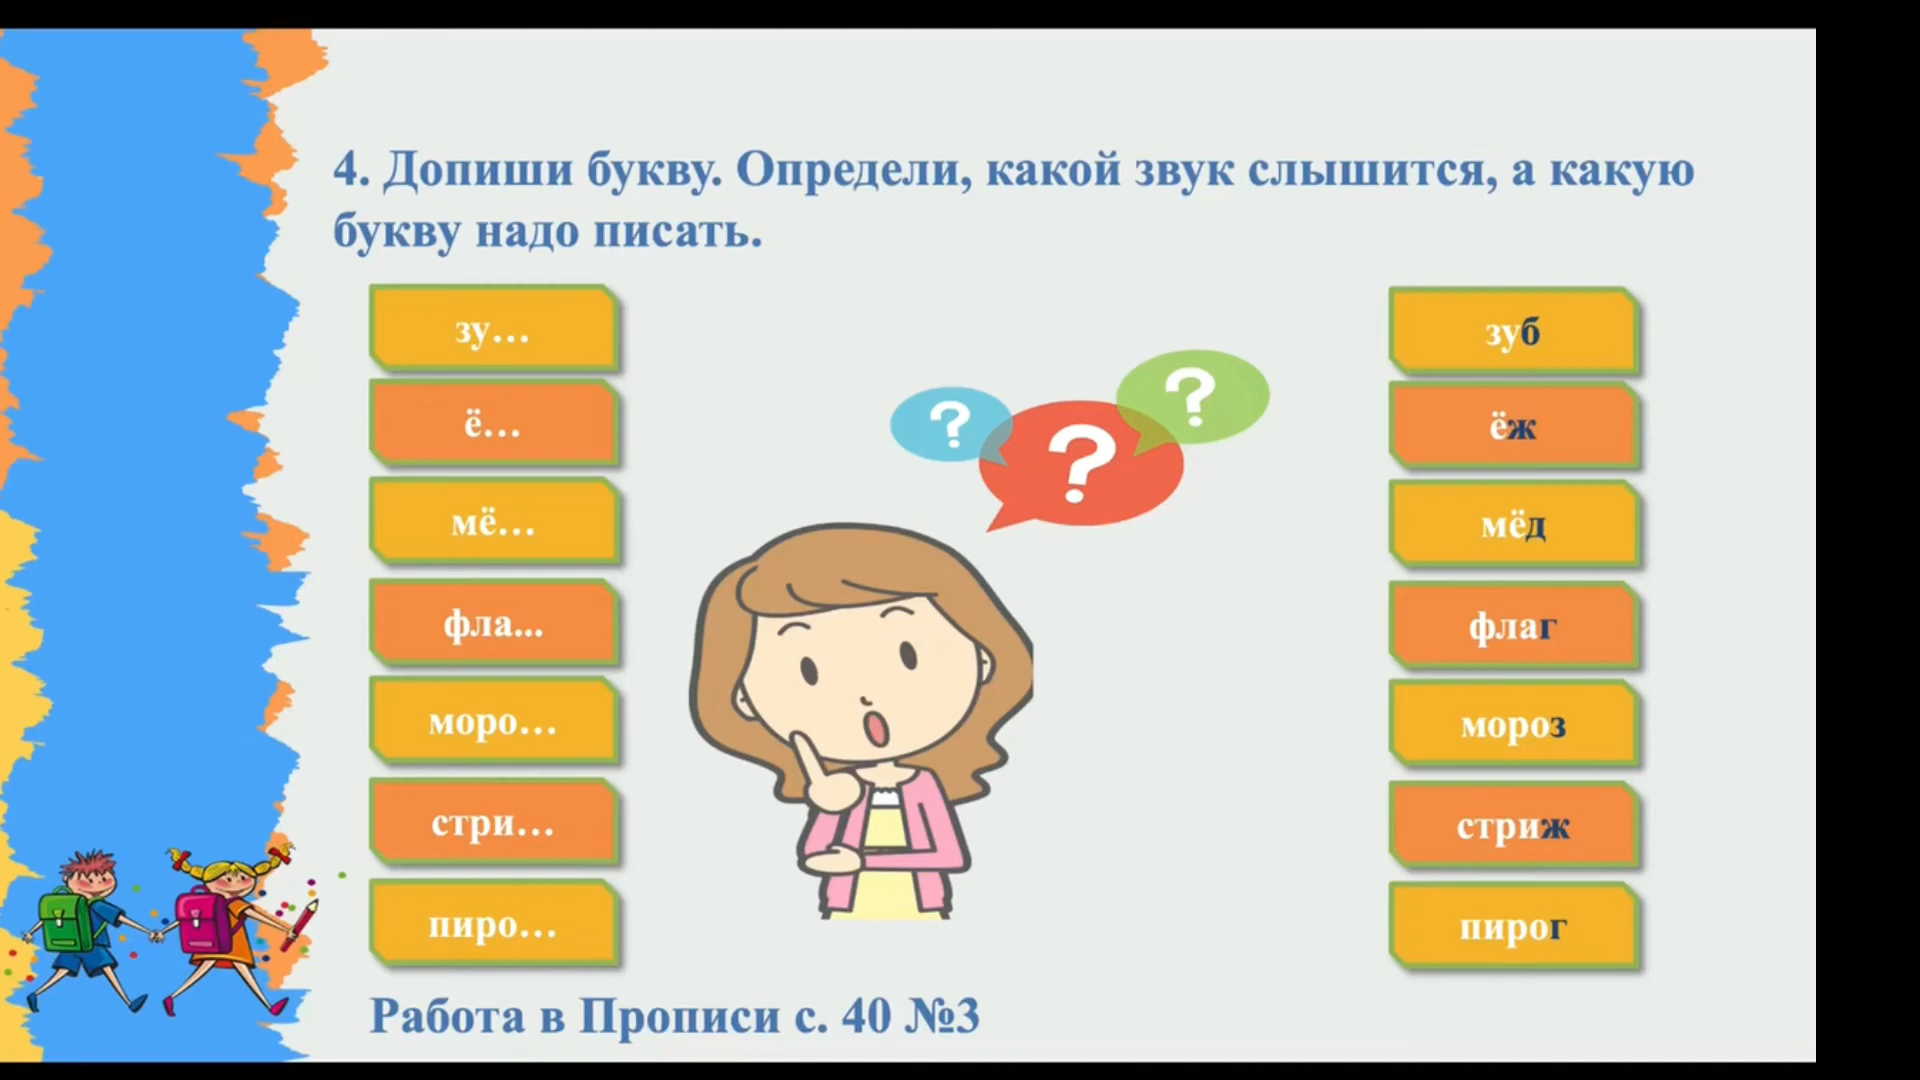 4. Допиши букву. Определи, какой звук слышится, а какую
букву надо писать.
зу...
ё...
мё...
фла...
моро...
стри...
пиро...
? ? ?
зуб
ёж
мёд
флаг
мороз
стриж
пирог
Работа в Прописи с. 40 №3